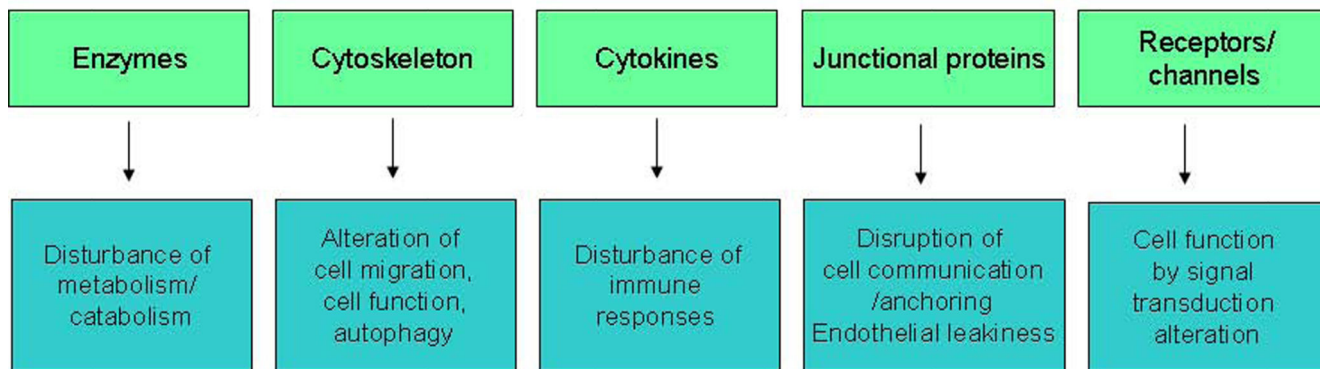 Enzymes
Cytoskeleton
Cytokines
Junctional proteins
Receptors/
channels
Disturbance of
metabolism/
catabolism
Alteration of
cell migration,
cell function,
autophagy
Disturbance of
immune
responses
Disruption of
cell communication
/anchoring
Endothelial leakiness
Cell function
by signal
transduction
alteration